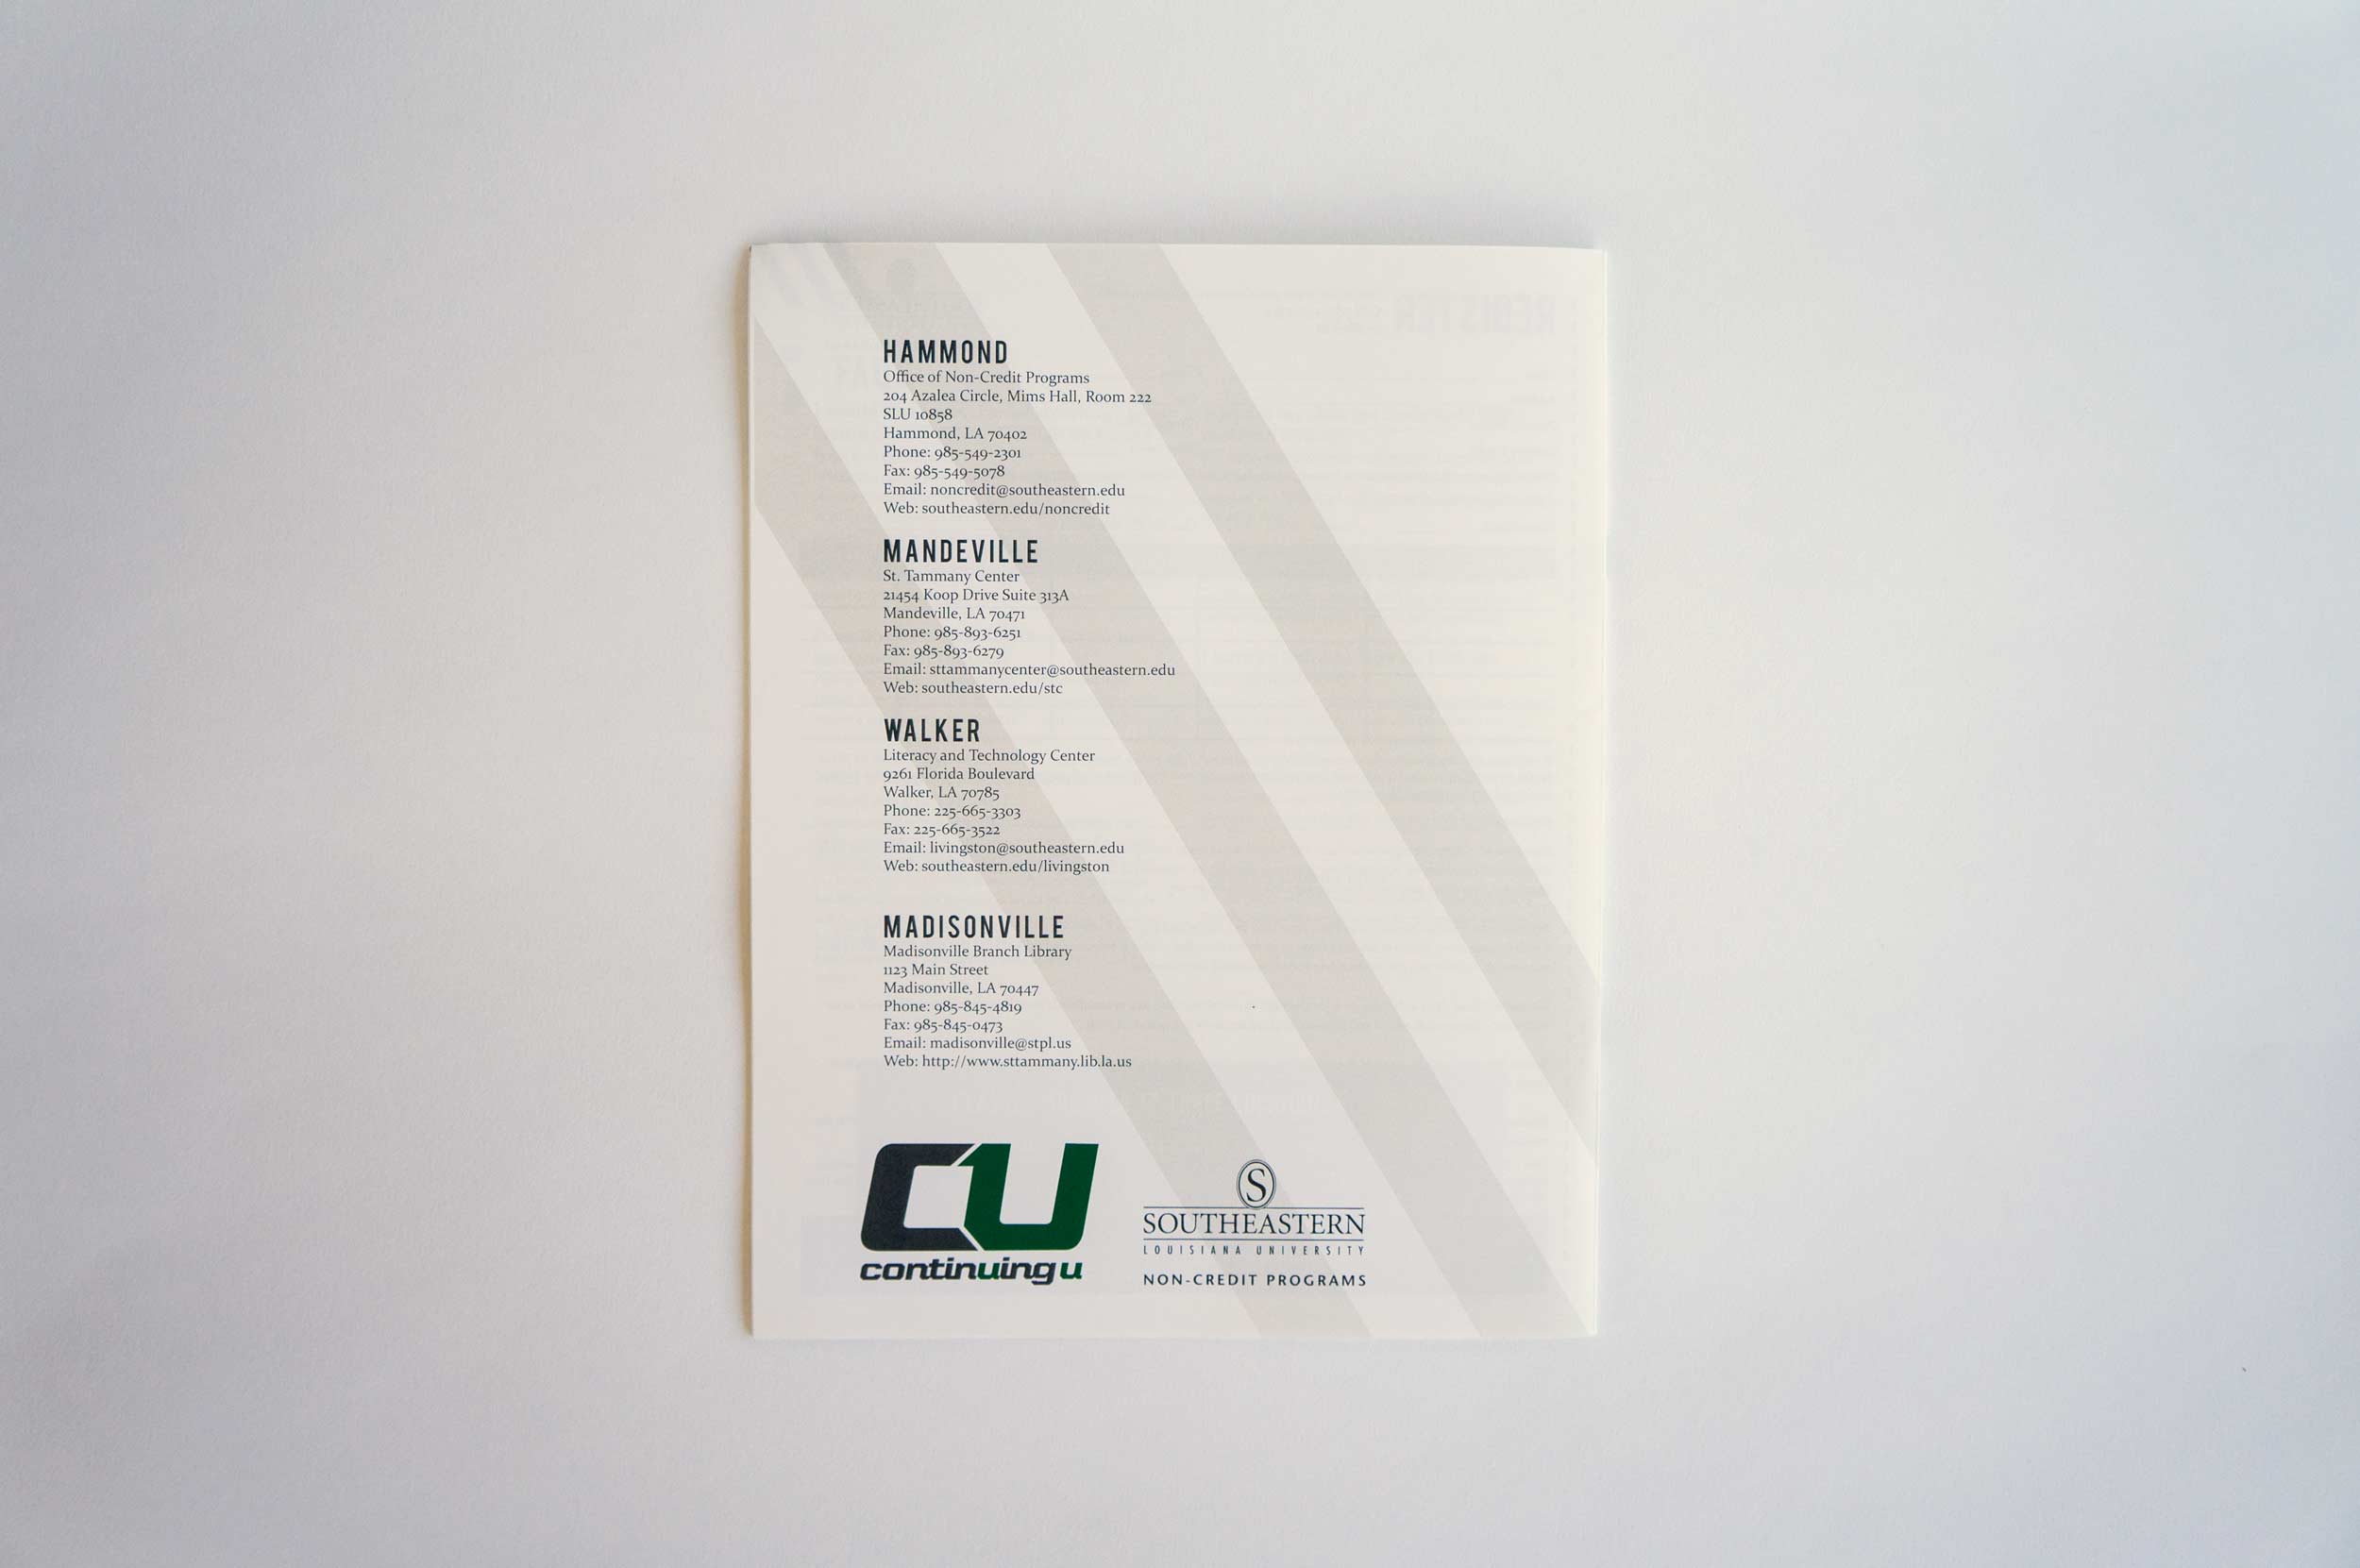 HAMMOND
Office of Non-Credit Programs
204 Azalea Circle, Mims Hall, Room 222
SLU 10858
Hammond, LA 70402
Phone: 985-549-2301
Fax: 985-549-5078
Email: noncredit@southeastern.edu
Web: southeastern.edu/noncredit
MANDEVILLE
St. Tammany Center
21454 Koop Drive Suite 313A
Mandeville, LA 70471
Phone: 985-893-6251
Fax: 985-893-6279
Email: sttammanycenter@southeastern.edu
Web: southeastern.edu/stc
WALKER
Literacy and Technology Center
9261 Florida Boulevard
Walker, LA 70785
Phone: 225-665-3303
Fax: 225-665-3522
Email: livingston@southeastern.edu
Web: southeastern.edu/livingston
MADISONVILLE
Madisonville Branch Library
1123 Main Street
Madisonville, LA 70447
Phone: 985-845-4819
Fax: 985-845-0473
Email: madisonville@stpl.us
Web: http://www.sttammany.lib.la.us
CU
continuing u
S
SOUTHEASTERN
LOUISIANA UNIVERSITY
NON-CREDIT PROGRAMS